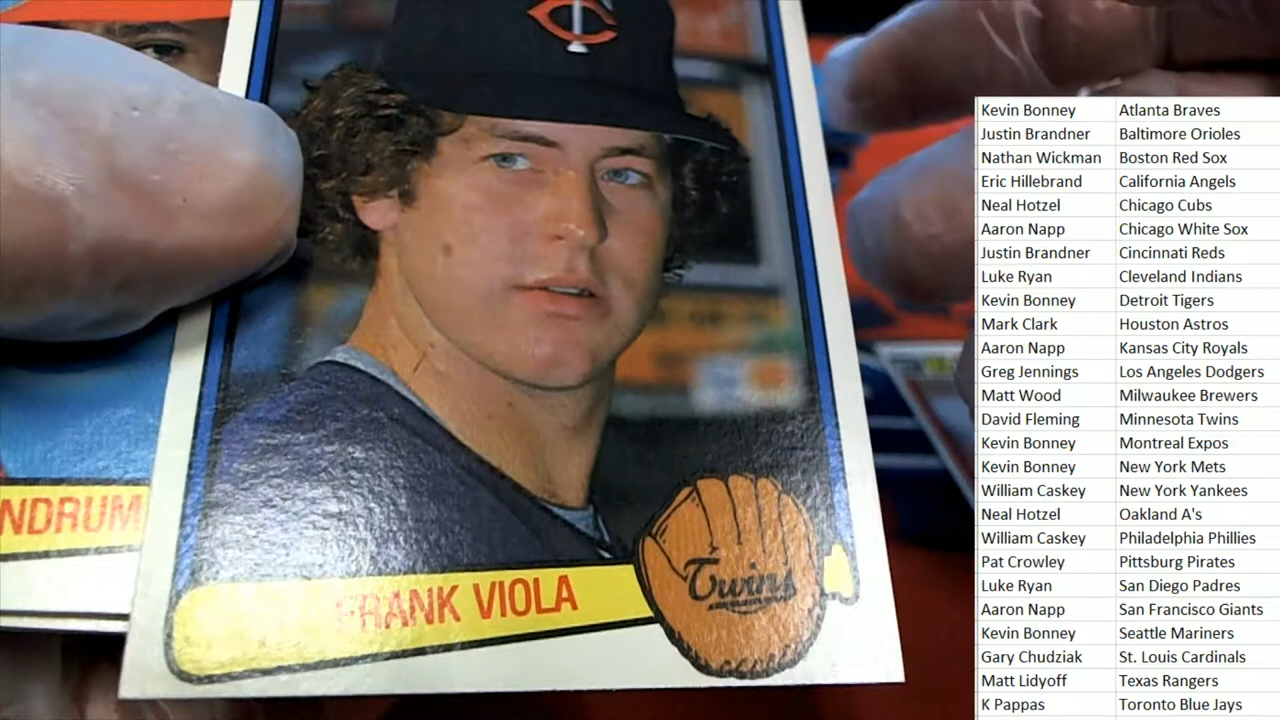 TC
NDRUM
FRANK VIOLA
Twins
Kevin Bonney Atlanta Braves
Justin Brandner Baltimore Orioles
Nathan Wickman Boston Red Sox
Eric Hillebrand California Angels
Neal Hotzel Chicago Cubs
Aaron Napp Chicago White Sox
Justin Brandner Cincinnati Reds
Luke Ryan Cleveland Indians
Kevin Bonney Detroit Tigers
Mark Clark Houston Astros
Aaron Napp Kansas City Royals
Greg Jennings Los Angeles Dodgers
Matt Wood Milwaukee Brewers
David Fleming Minnesota Twins
Kevin Bonney Montreal Expos
Kevin Bonney New York Mets
William Caskey New York Yankees
Neal Hotzel Oakland A's
William Caskey Philadelphia Phillies
Pat Crowley Pittsburg Pirates
Luke Ryan San Diego Padres
Aaron Napp San Francisco Giants
Kevin Bonney Seattle Mariners
Gary Chudziak St. Louis Cardinals
Matt Lidyoff Texas Rangers
K Pappas Toronto Blue Jays